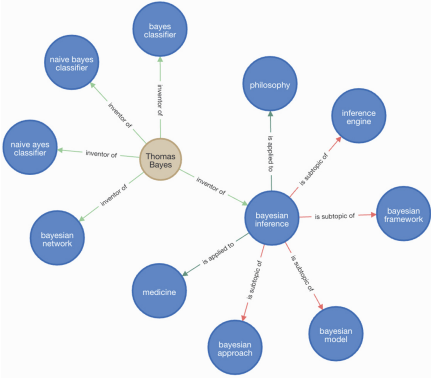 bayes
classifier
naive bayes
classifier
inventor of
inventor of
philosophy
inference
engine
naive ayes
classifier
inventor of
Thomas
Bayes
is applied to
is subtopic of
inventor of
inventor of
bayesian
network
bayesian
inference
is subtopic of
bayesian
framework
is applied to
medicine
is subtopic of
is subtopic of
bayesian
approach
bayesian
model